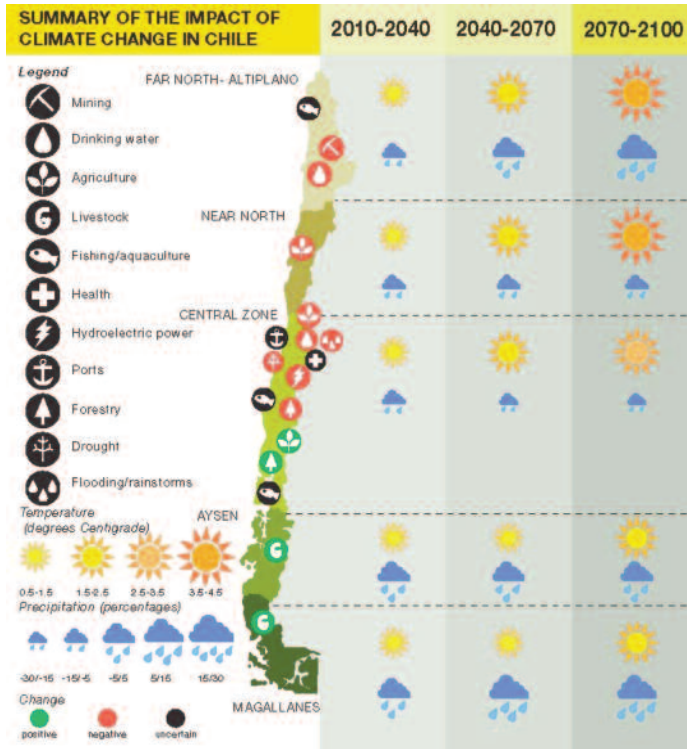 SUMMARY OF THE IMPACT OF
CLIMATE CHANGE IN CHILE
2010-2040
2040-2070
2070-2100
Legend
FAR NORTH- ALTIPLANO
Mining
Drinking water
Agriculture
Livestock
NEAR NORTH
Fishing/aquaculture
Health
CENTRAL ZONE
Hydroelectric power
Ports
Forestry
Drought
Flooding/rainstorms
Temperature
(degrees Centigrade)
AYSEN
0.5-1.5
1.5-2.5
2.5-3.5
3.5-4.5
Precipitation (percentages)
-30/-15
-15/-5
-5/5
5/15
15/30
Change
MAGALLANES
positive
negative
uncertain